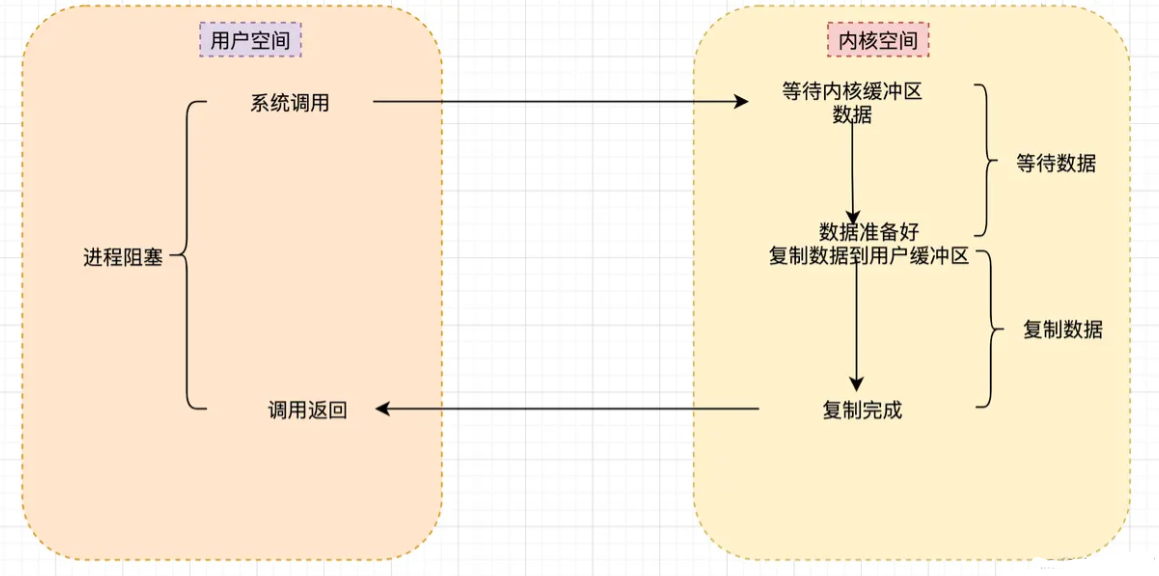 用户空间
内核空间
系统调用
等待内核缓冲区
数据
等待数据
数据准备好
复制数据到用户缓冲区
进程阻塞
复制数据
调用返回
复制完成